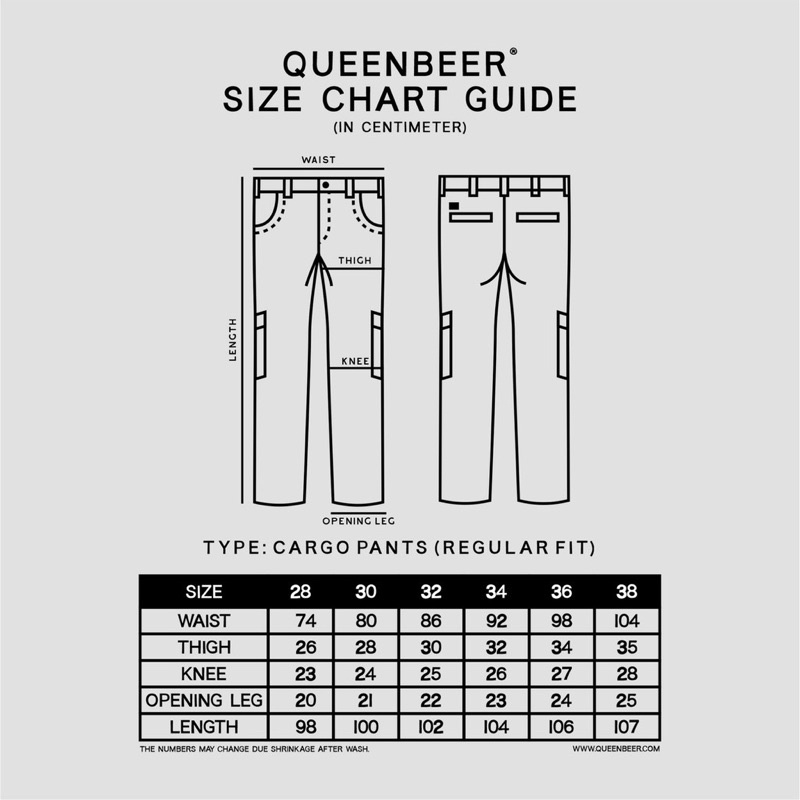 QUEENBEER®
SIZE CHART GUIDE
(IN CENTIMETER)
WAIST
THIGH
LENGTH
KNEE
OPENING LEG
TYPE: CARGO PANTS (REGULAR FIT)
SIZE 28 30 32 34 36 38
WAIST 74 80 86 92 98 104
THIGH 26 28 30 32 34 35
KNEE 23 24 25 26 27 28
OPENING LEG 20 21 22 23 24 25
LENGTH 98 100 102 104 106 107
THE NUMBERS MAY CHANGE DUE SHRINKAGE AFTER WASH. WWW.QUEENBEER.COM